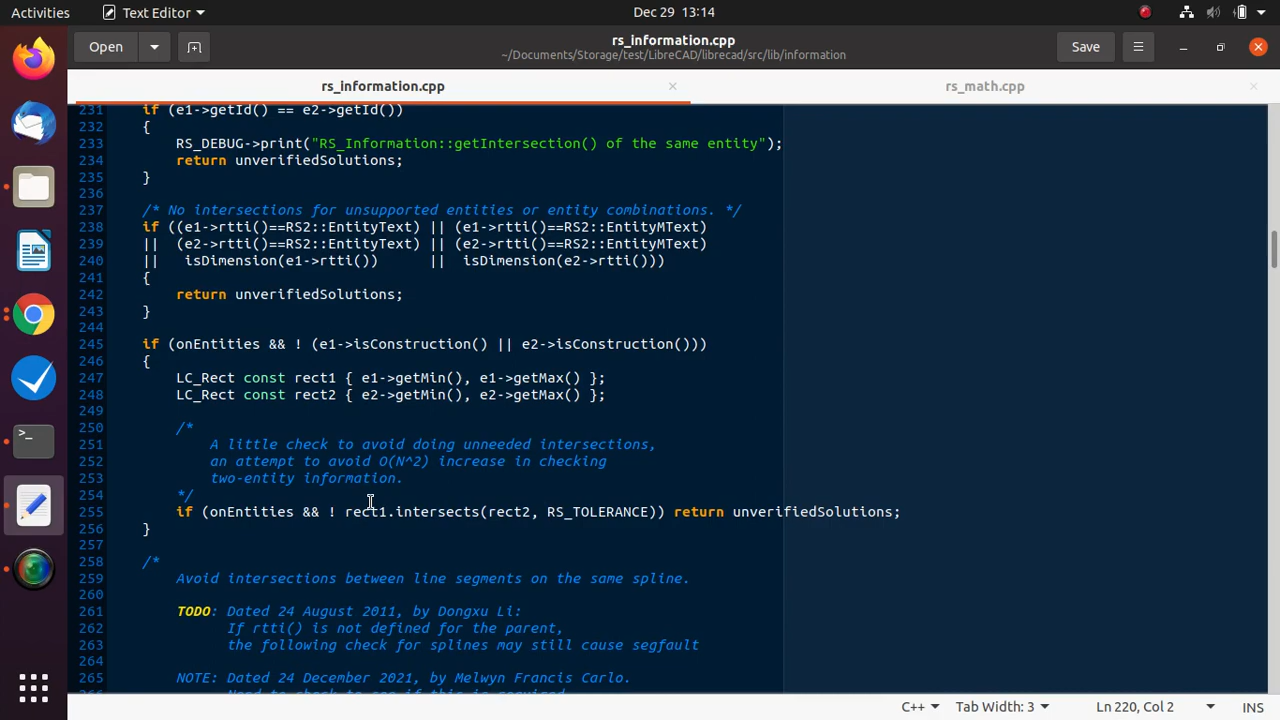 Activities
Text Editor
Dec 29 13:14
Open
rs_information.cpp
~/Documents/Storage/test/LibreCAD/librecad/src/lib/information
Save
rs_information.cpp
rs_math.cpp
231 if (e1->getId() == e2->getId())
232 {
233 RS_DEBUG->print("RS_Information::getIntersection() of the same entity");
234 return unverifiedSolutions;
235 }
236
237 /* No intersections for unsupported entities or entity combinations. */
238 if ((e1->rtti()==RS2::EntityText) || (e1->rtti()==RS2::EntityMText)
239 || (e2->rtti()==RS2::EntityText) || (e2->rtti()==RS2::EntityMText)
240 || isDimension(e1->rtti()) || isDimension(e2->rtti()))
241 {
242 return unverifiedSolutions;
243 }
244
245 if (onEntities && ! (e1->isConstruction() || e2->isConstruction()))
246 {
247 LC_Rect const rect1 { e1->getMin(), e1->getMax() };
248 LC_Rect const rect2 { e2->getMin(), e2->getMax() };
249
250 /*
251 A little check to avoid doing unneeded intersections,
252 an attempt to avoid O(N^2) increase in checking
253 two-entity information.
254 */
255 if (onEntities && ! rect1.intersects(rect2, RS_TOLERANCE)) return unverifiedSolutions;
256 }
257
258 /*
259 Avoid intersections between line segments on the same spline.
260
261 TODO: Dated 24 August 2011, by Dongxu Li:
262 If rtti() is not defined for the parent,
263 the following check for splines may still cause segfault
264
265 NOTE: Dated 24 December 2021, by Melwyn Francis Carlo.
C++
Tab Width: 3
Ln 220, Col 2
INS